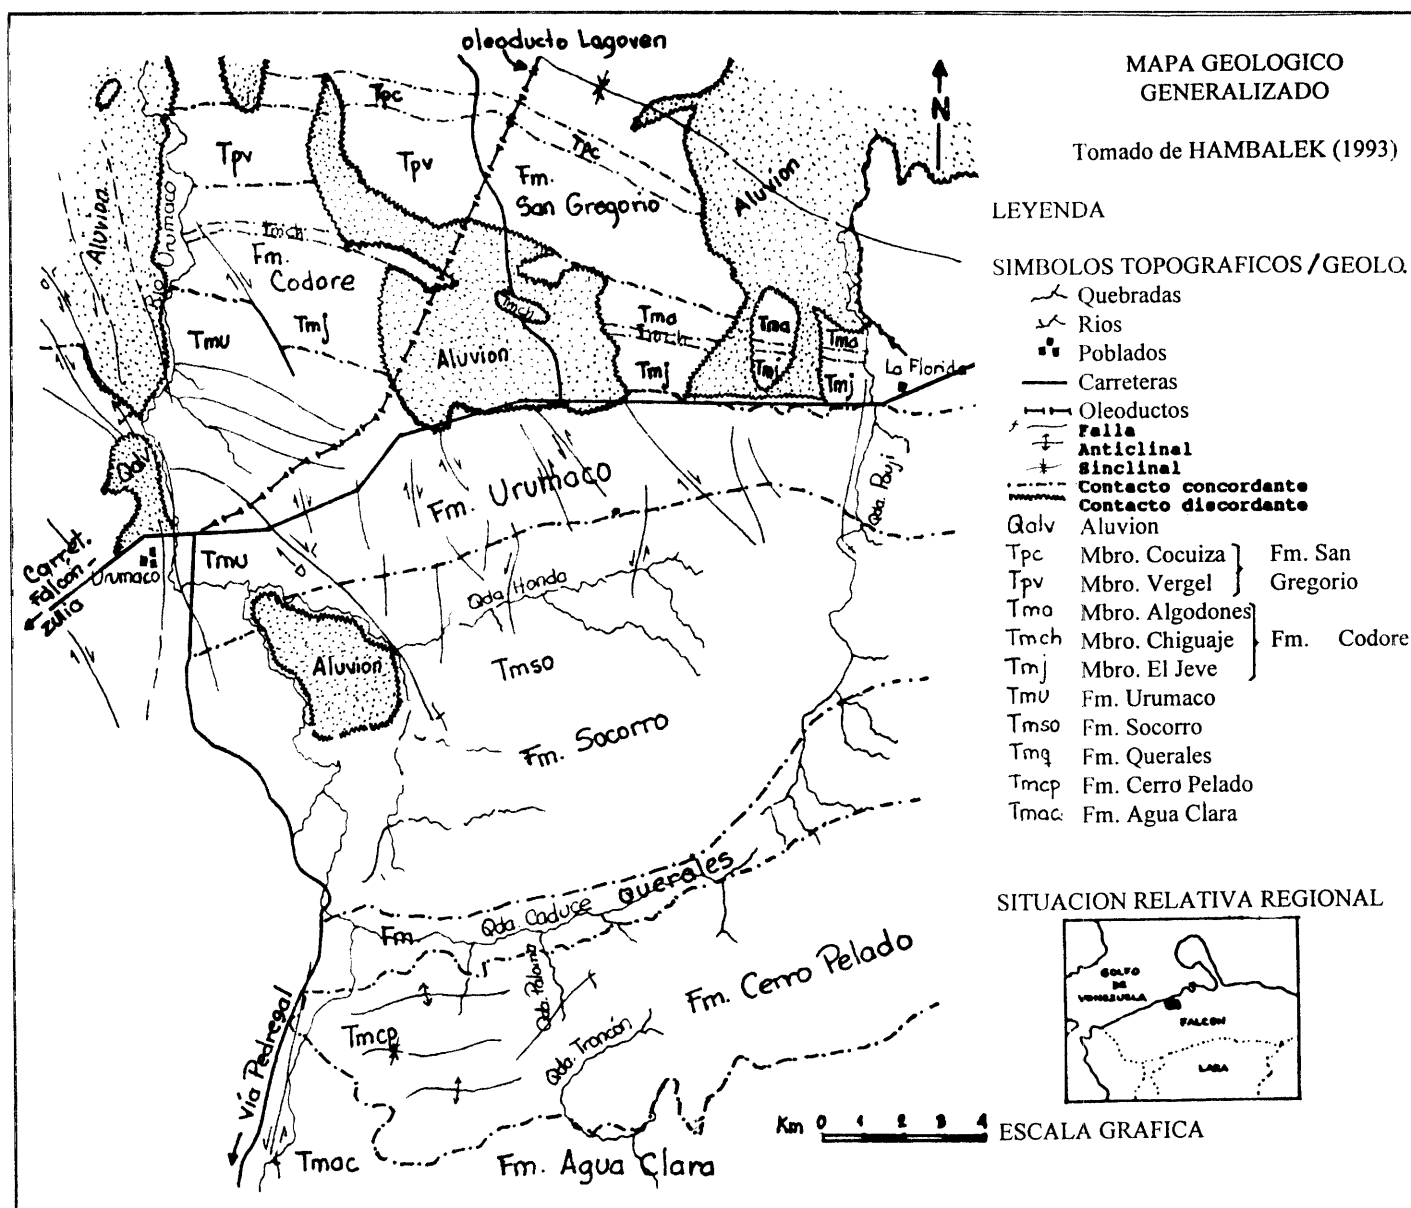 oleoducto Lagoven
MAPA GEOLOGICO
GENERALIZADO
Tomado de HAMBALEK (1993)
N
LEYENDA
SIMBOLOS TOPOGRAFICOS / GEOLO.
Quebradas
Rios
Poblados
Carreteras
Oleoductos
Falla
Anticlinal
Sinclinal
Contacto concordante
Contacto discordante
Qalv Aluvion
Tpc Mbro. Cocuiza
Tpv Mbro. Vergel
Fm. San
Gregorio
Tma Mbro. Algodones
Tmch Mbro. Chiguaje
Tmj Mbro. El Jeve
Fm. Codore
Tmu Fm. Urumaco
Tmso Fm. Socorro
Tmq Fm. Querales
Tmcp Fm. Cerro Pelado
Tmac Fm. Agua Clara
SITUACION RELATIVA REGIONAL
GOLFO
DE
VENEZUELA
FALCON
LARA
Km 0 1 2 3 4
ESCALA GRAFICA
Tpc
Tpv
Tpv
Tpc
Fm.
San Gregorio
Aluvion
Aluvion
Rio Urumaco
Tmch
Fm.
Codore
Tmu
Tmj
Tmch
Aluvion
Tma
Tmch
Tmj
Tma
Tmj
Tma
Tmj
La Florida
Qalv
Fm. Urumaco
Qda. Pauji
Carret.
Falcon-
Zulia
Urumaco
Tmu
D
D
Qda Honda
Aluvion
Tmso
Fm. Socorro
Fm. Querales
Qda. Caduce
Qda. Paloma
Fm. Cerro Pelado
Tmcp
Qda. Troncón
Vía Pedregal
Tmac
Fm. Agua Clara